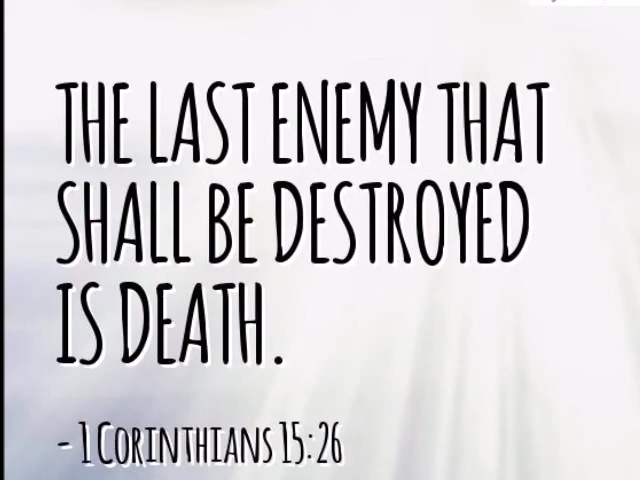 THE LAST ENEMY THAT
SHALL BE DESTROYED
IS DEATH.
- 1 CORINTHIANS 15:26